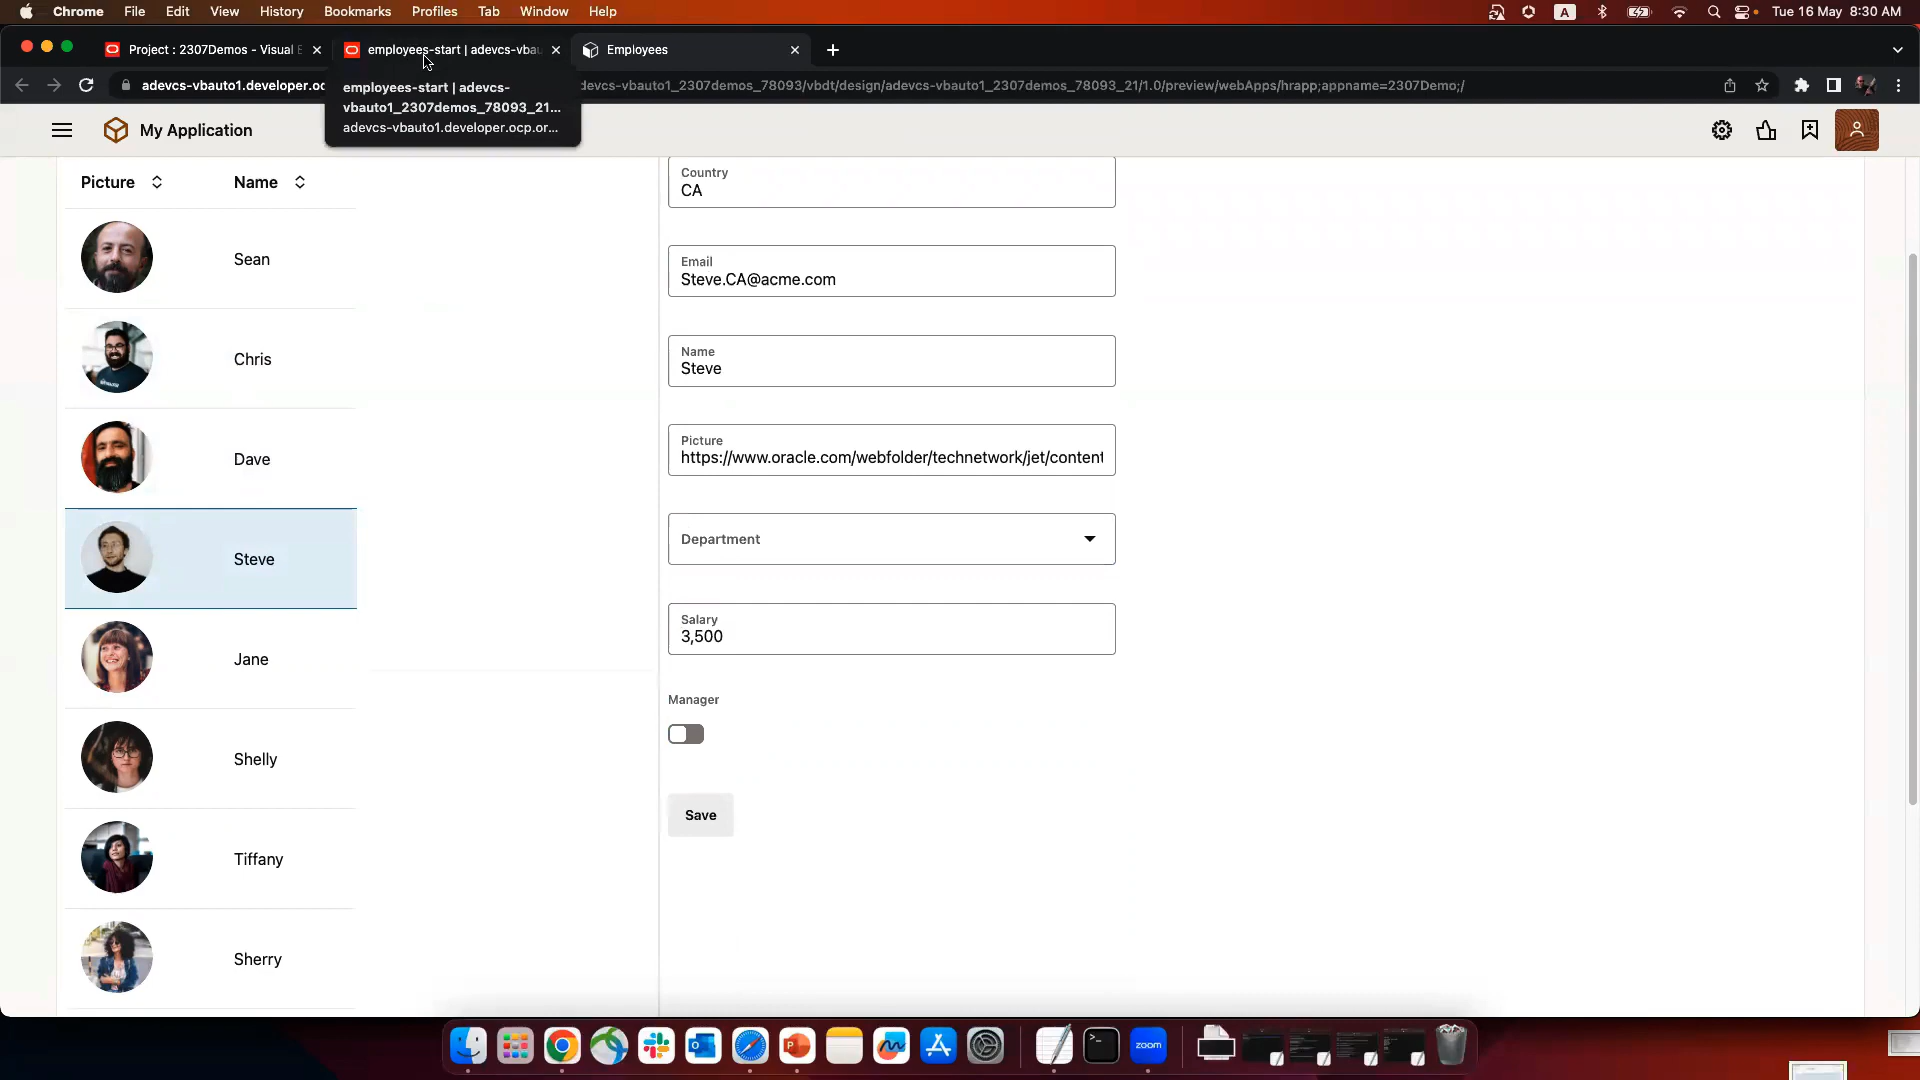 Chrome File Edit View History Bookmarks Profiles Tab Window Help
A
Tue 16 May 8:30 AM
Project : 2307Demos - Visual
employees-start | adevcs-vbau
Employees
adevcs-vbauto1.developer.oc
devcs-vbauto1_2307demos_78093/vbdt/design/adevcs-vbauto1_2307demos_78093_21/1.0/preview/webApps/hrapp;appname=2307Demo;/
employees-start | adevcs-
vbauto1_2307demos_78093_21...
adevcs-vbauto1.developer.ocp.or...
My Application
Picture Name
Sean
Chris
Dave
Steve
Jane
Shelly
Tiffany
Sherry
Country
CA
Email
Steve.CA@acme.com
Name
Steve
Picture
https://www.oracle.com/webfolder/technetwork/jet/content
Department
Salary
3,500
Manager
Save
zoom